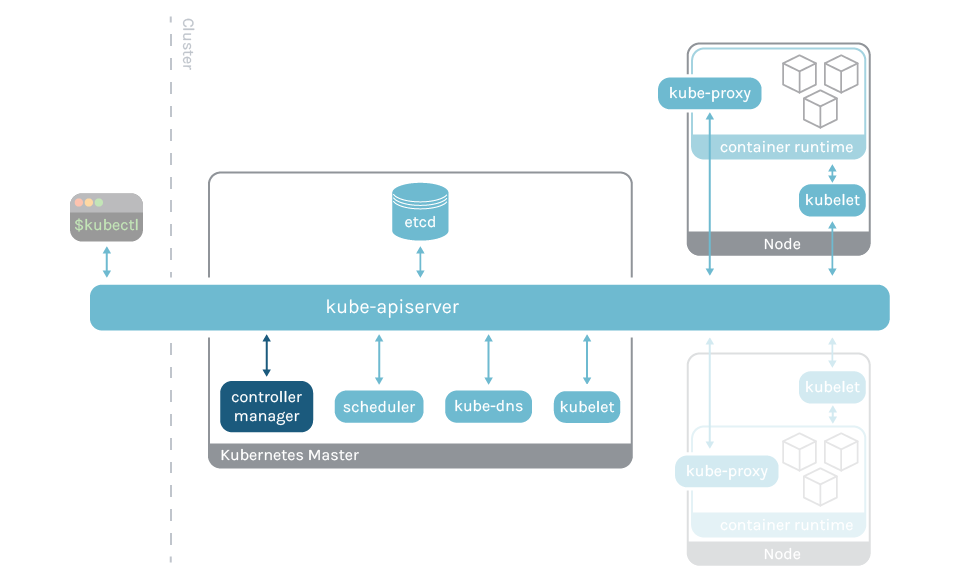 Cluster
$kubectl
etcd
kube-apiserver
controller
manager
scheduler
kube-dns
kubelet
Kubernetes Master
kube-proxy
container runtime
kubelet
Node
kubelet
kube-proxy
container runtime
Node